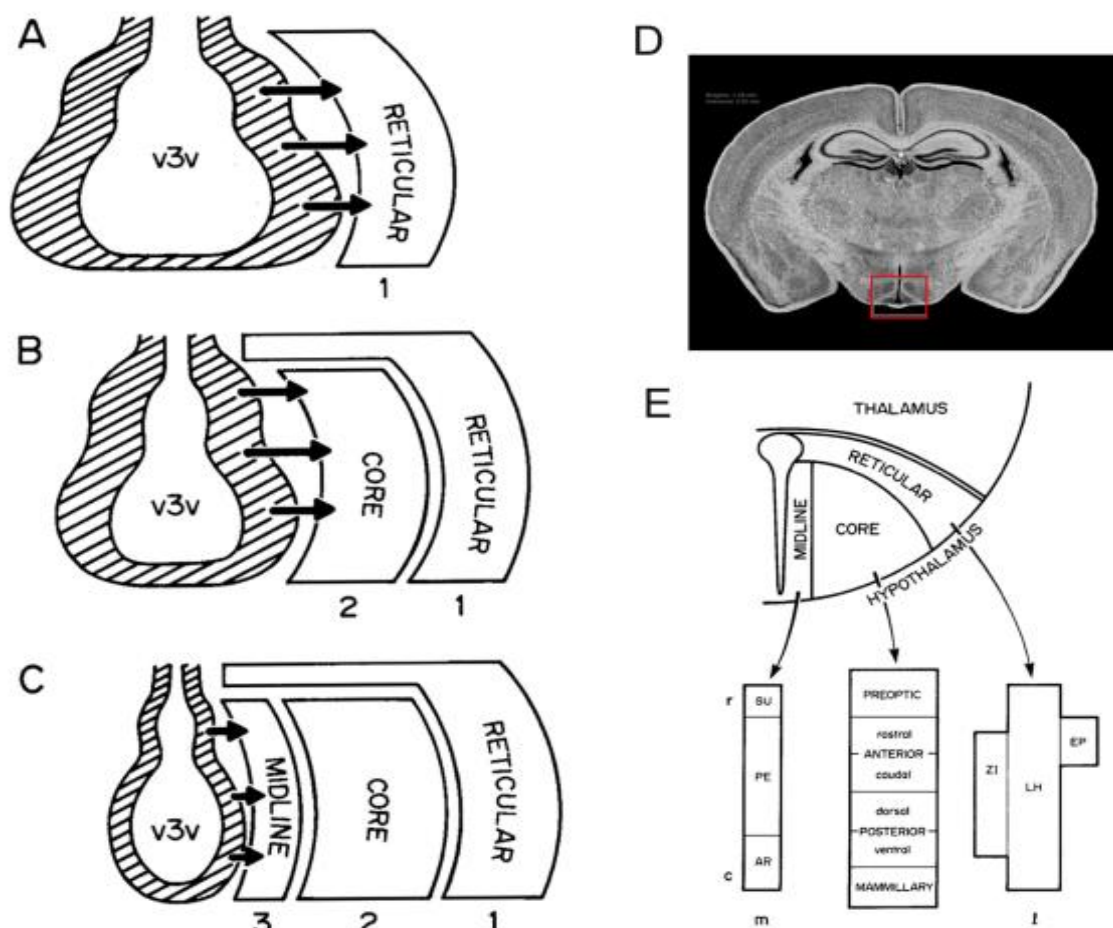 A
v3v
RETICULAR
1
B
v3v
CORE
RETICULAR
2
1
C
v3v
MIDLINE
CORE
RETICULAR
3
2
1
D
E
THALAMUS
RETICULAR
MIDLINE
CORE
HYPOTHALAMUS
r
SU
PE
AR
c
m
PREOPTIC
rostral
ANTERIOR
caudal
dorsal
POSTERIOR
ventral
MAMMILLARY
ZI
LH
EP
l